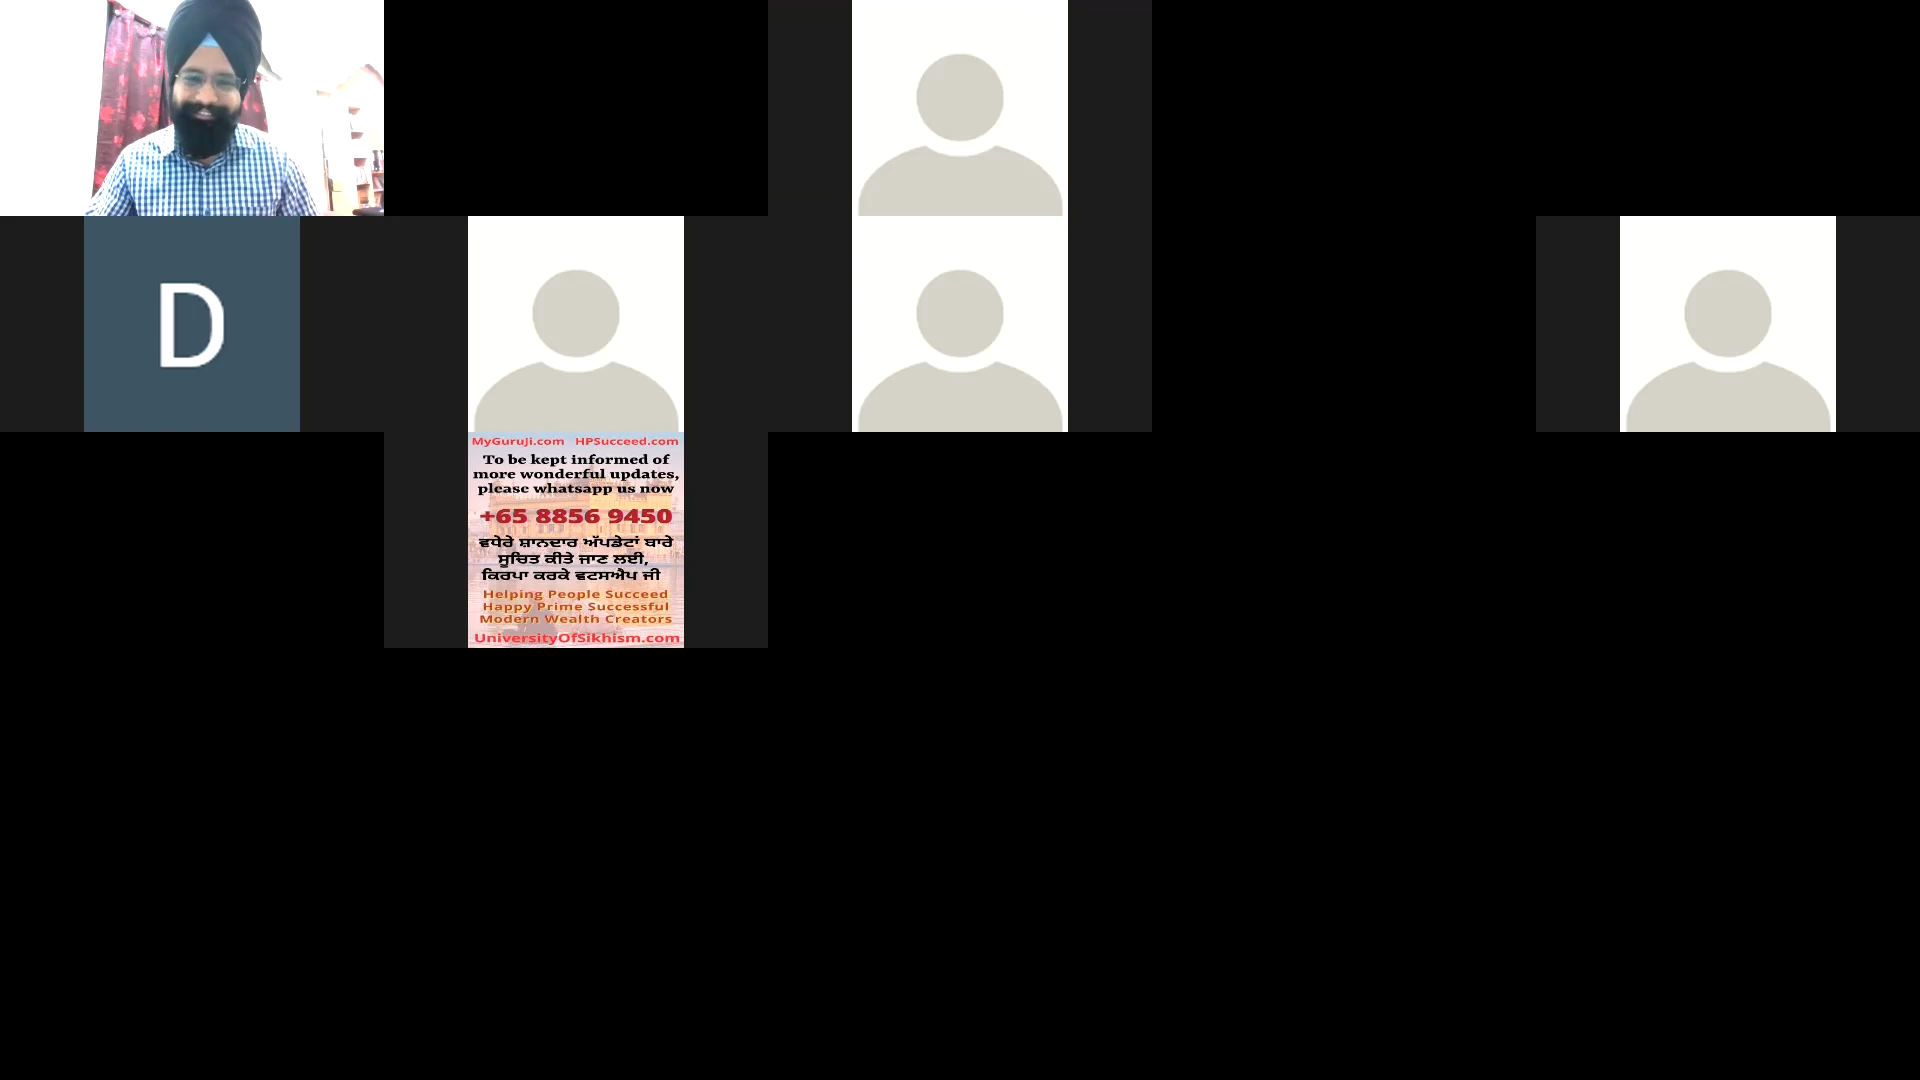 D
MyGuruJi.com HPSucceed.com
To be kept informed of
more wonderful updates,
please whatsapp us now
+65 8856 9450
ਵਧੇਰੇ ਸ਼ਾਨਦਾਰ ਅੱਪਡੇਟਾਂ ਬਾਰੇ
ਸੂਚਿਤ ਕੀਤੇ ਜਾਣ ਲਈ,
ਕਿਰਪਾ ਕਰਕੇ ਵਟਸਐਪ ਜੀ
Helping People Succeed
Happy Prime Successful
Modern Wealth Creators
UniversityOfSikhism.com